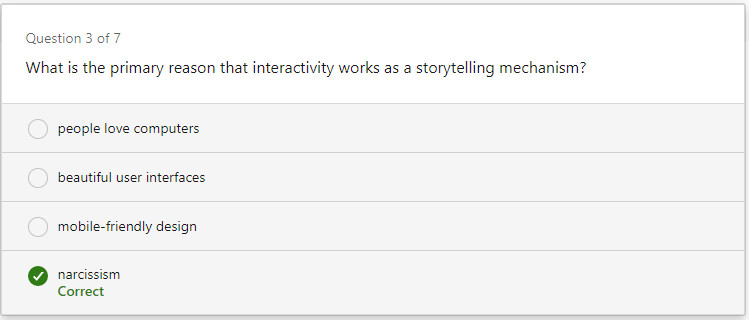 Question 3 of 7
What is the primary reason that interactivity works as a storytelling mechanism?
people love computers
beautiful user interfaces
mobile-friendly design
narcissism
Correct